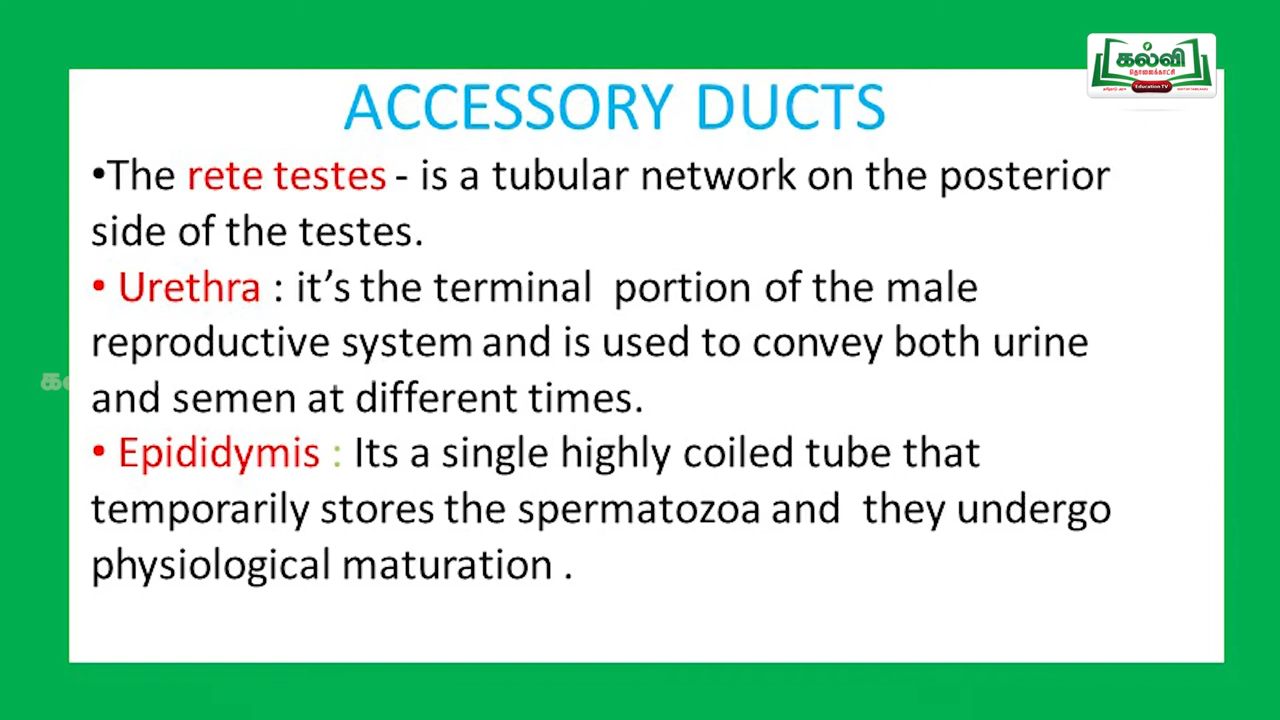 கல்வி
தொலைக்காட்சி
Education TV
ACCESSORY DUCTS
•The rete testes - is a tubular network on the posterior
side of the testes.
• Urethra : it’s the terminal portion of the male
reproductive system and is used to convey both urine
and semen at different times.
• Epididymis : Its a single highly coiled tube that
temporarily stores the spermatozoa and they undergo
physiological maturation .